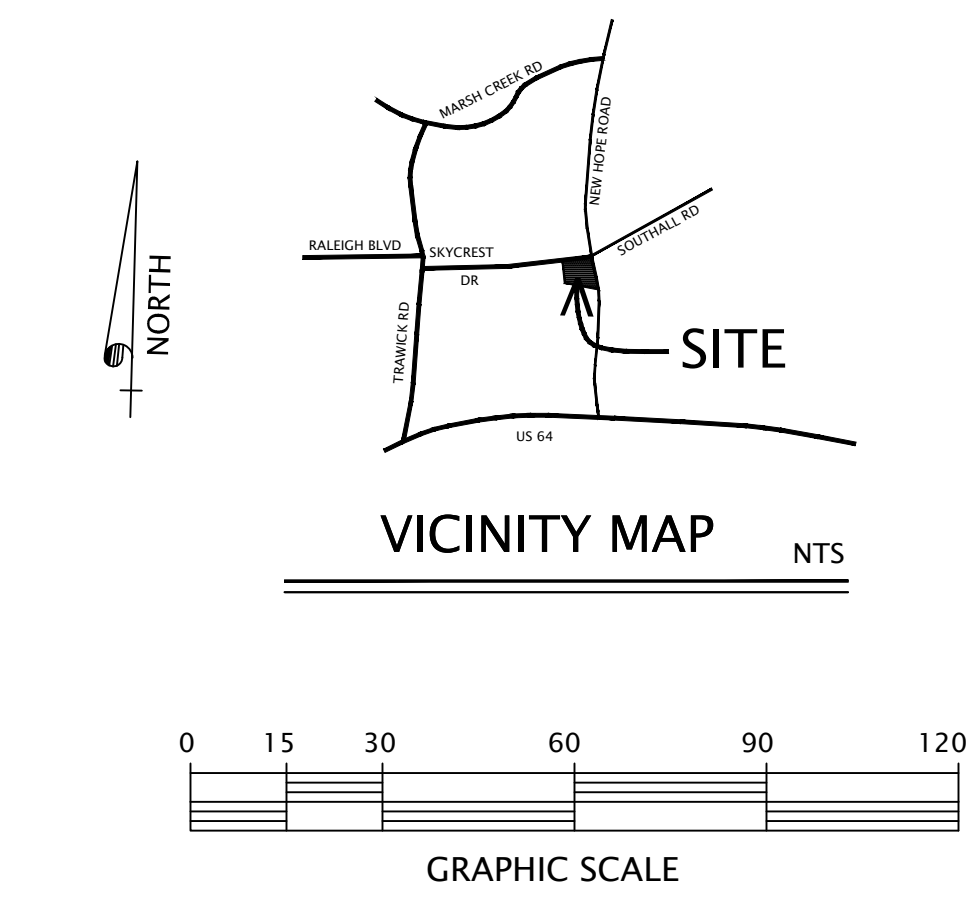 MARSH CREEK RD
NEW HOPE ROAD
SOUTHALL RD
RALEIGH BLVD
SKYCREST
DR
TRAWICK RD
NORTH
SITE
US 64
VICINITY MAP
NTS
0 15 30 60 90 120
GRAPHIC SCALE